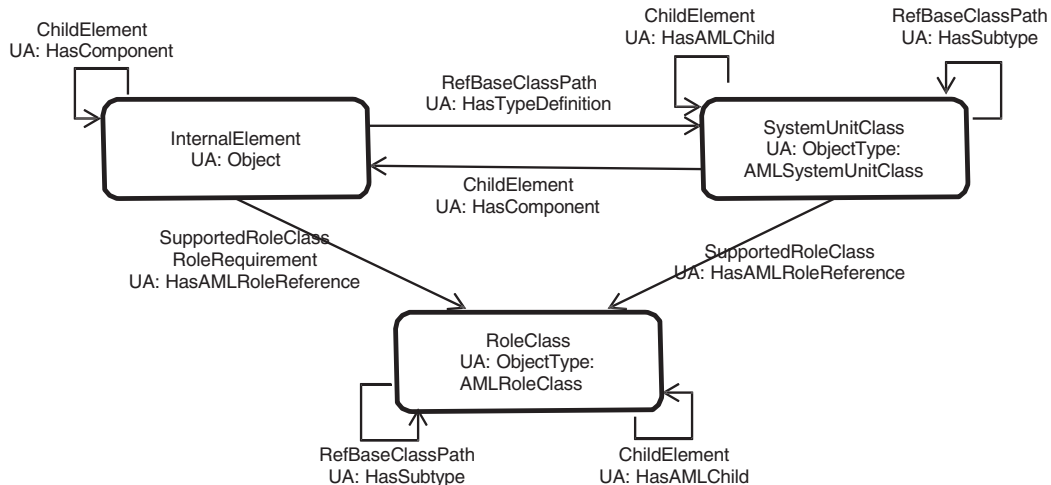 ChildElement
UA: HasComponent
ChildElement
UA: HasAMLChild
RefBaseClassPath
UA: HasSubtype
RefBaseClassPath
UA: HasTypeDefinition
InternalElement
UA: Object
SystemUnitClass
UA: ObjectType:
AMLSystemUnitClass
ChildElement
UA: HasComponent
SupportedRoleClass
RoleRequirement
UA: HasAMLRoleReference
SupportedRoleClass
UA: HasAMLRoleReference
RoleClass
UA: ObjectType:
AMLRoleClass
RefBaseClassPath
UA: HasSubtype
ChildElement
UA: HasAMLChild